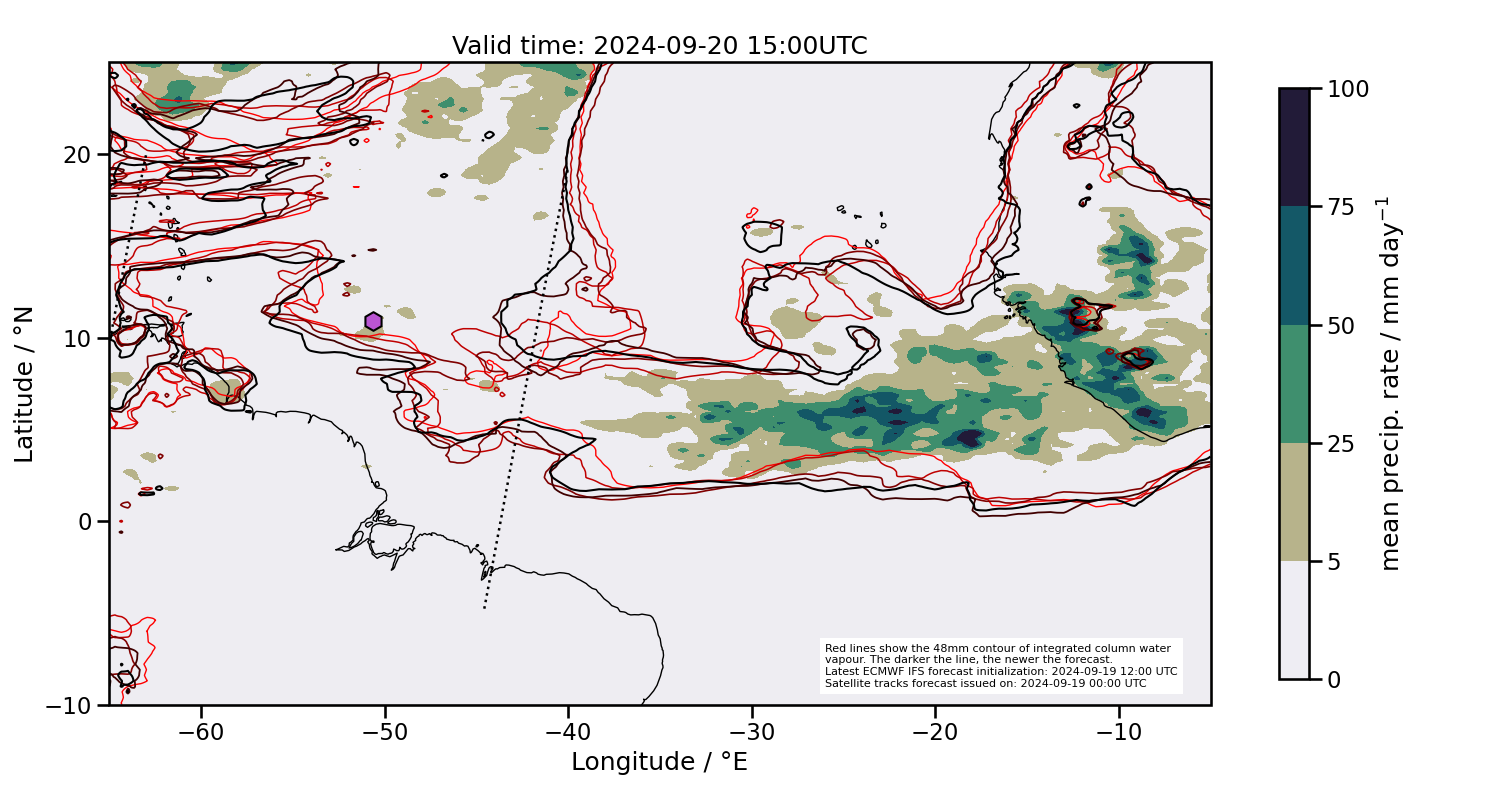 Valid time: 2024-09-20 15:00UTC
20
10
0
−10
Latitude / °N
−60
−50
−40
−30
−20
−10
Longitude / °E
Red lines show the 48mm contour of integrated column water
vapour. The darker the line, the newer the forecast.
Latest ECMWF IFS forecast initialization: 2024-09-19 12:00 UTC
Satellite tracks forecast issued on: 2024-09-19 00:00 UTC
100
75
50
25
5
0
mean precip. rate / mm day⁻¹